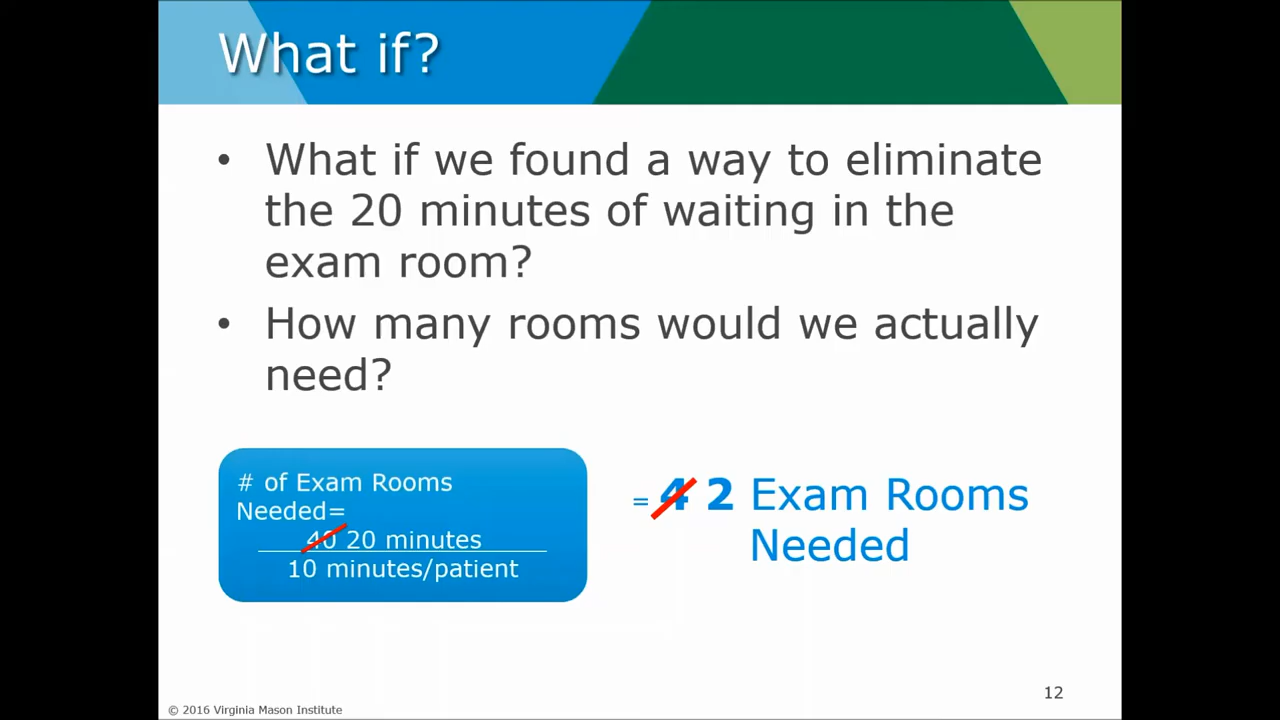 What if?
• What if we found a way to eliminate
the 20 minutes of waiting in the
exam room?
• How many rooms would we actually
need?
# of Exam Rooms
Needed=
40 20 minutes
10 minutes/patient
= 4 2 Exam Rooms
Needed
12
© 2016 Virginia Mason Institute